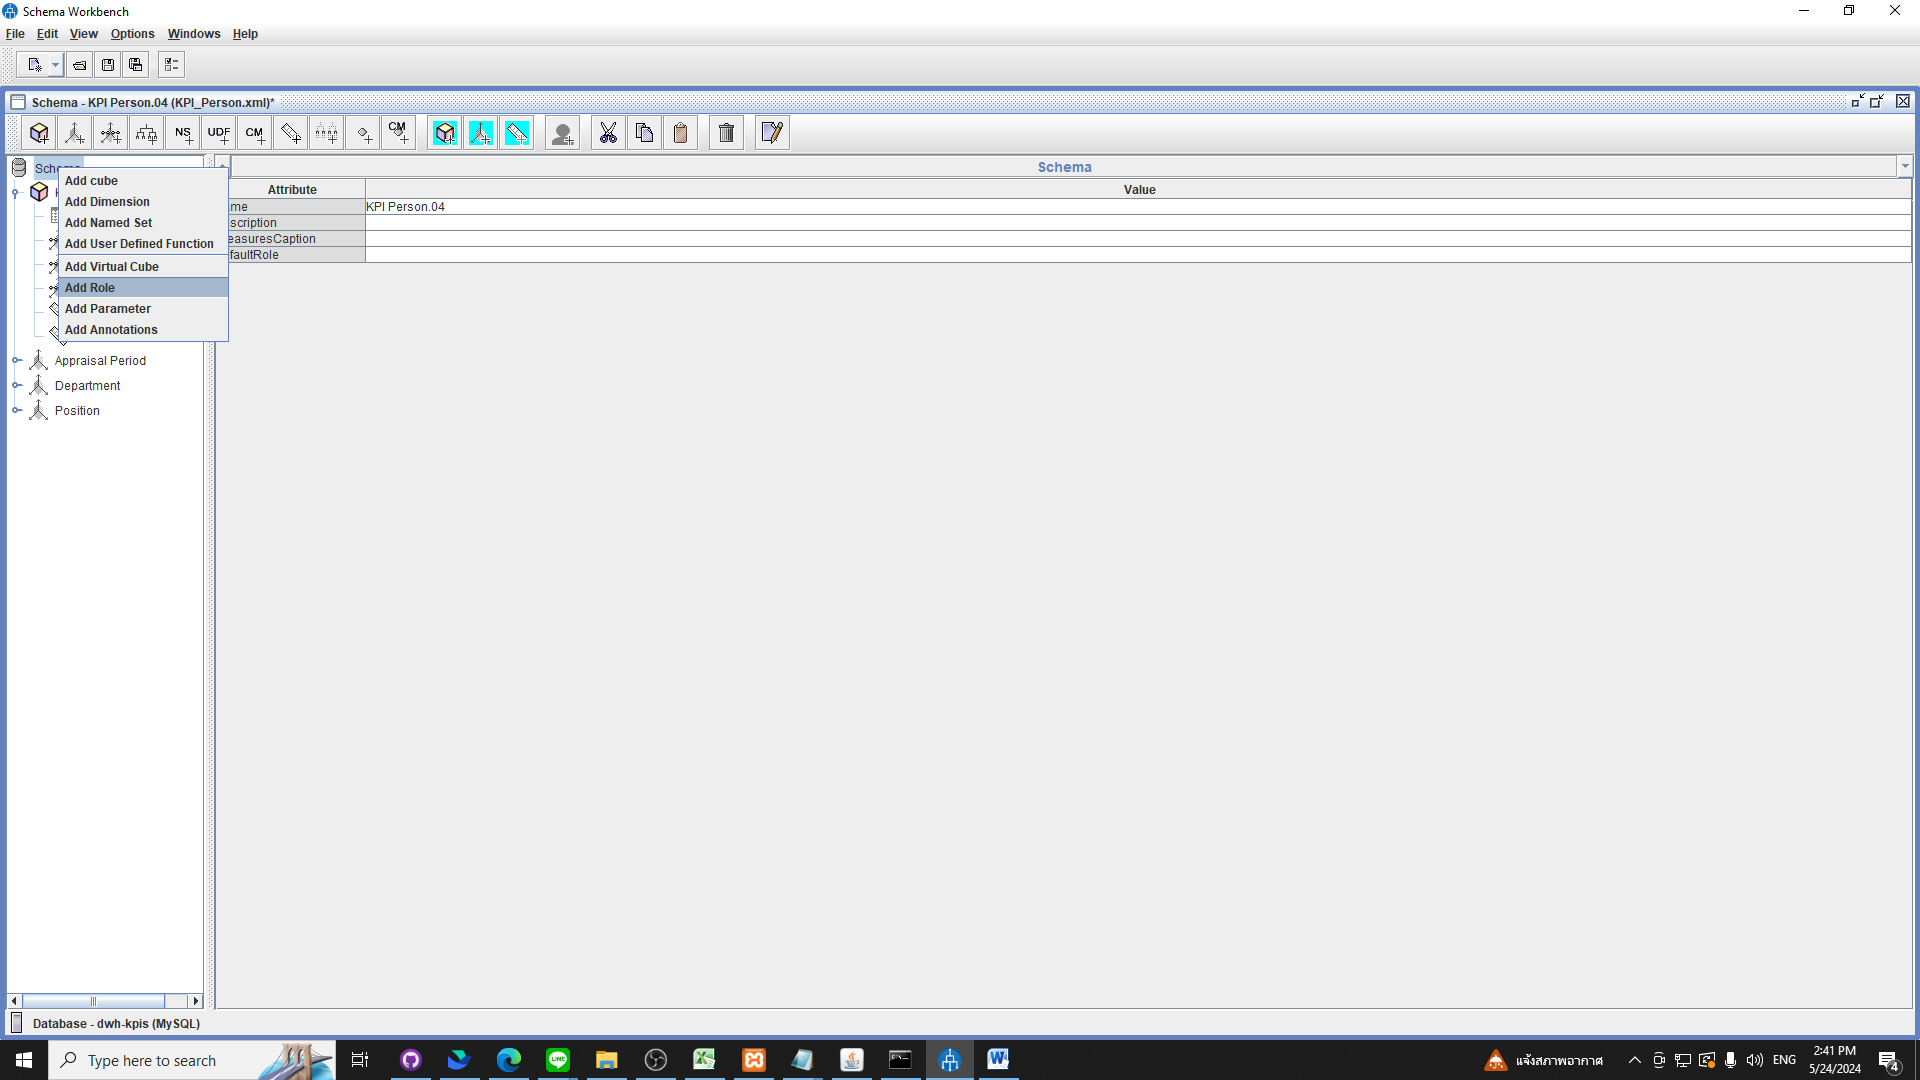 Schema Workbench
File Edit View Options Windows Help
Schema - KPI Person.04 (KPI_Person.xml)*
NS UDF CM CM
Schema
Add cube
Add Dimension
Add Named Set
Add User Defined Function
Add Virtual Cube
Add Role
Add Parameter
Add Annotations
Appraisal Period
Department
Position
Schema
Attribute Value
KPI Person.04
Database - dwh-kpis (MySQL)
Type here to search
LINE
แจ้งสภาพอากาศ
ENG
2:41 PM
5/24/2024
4